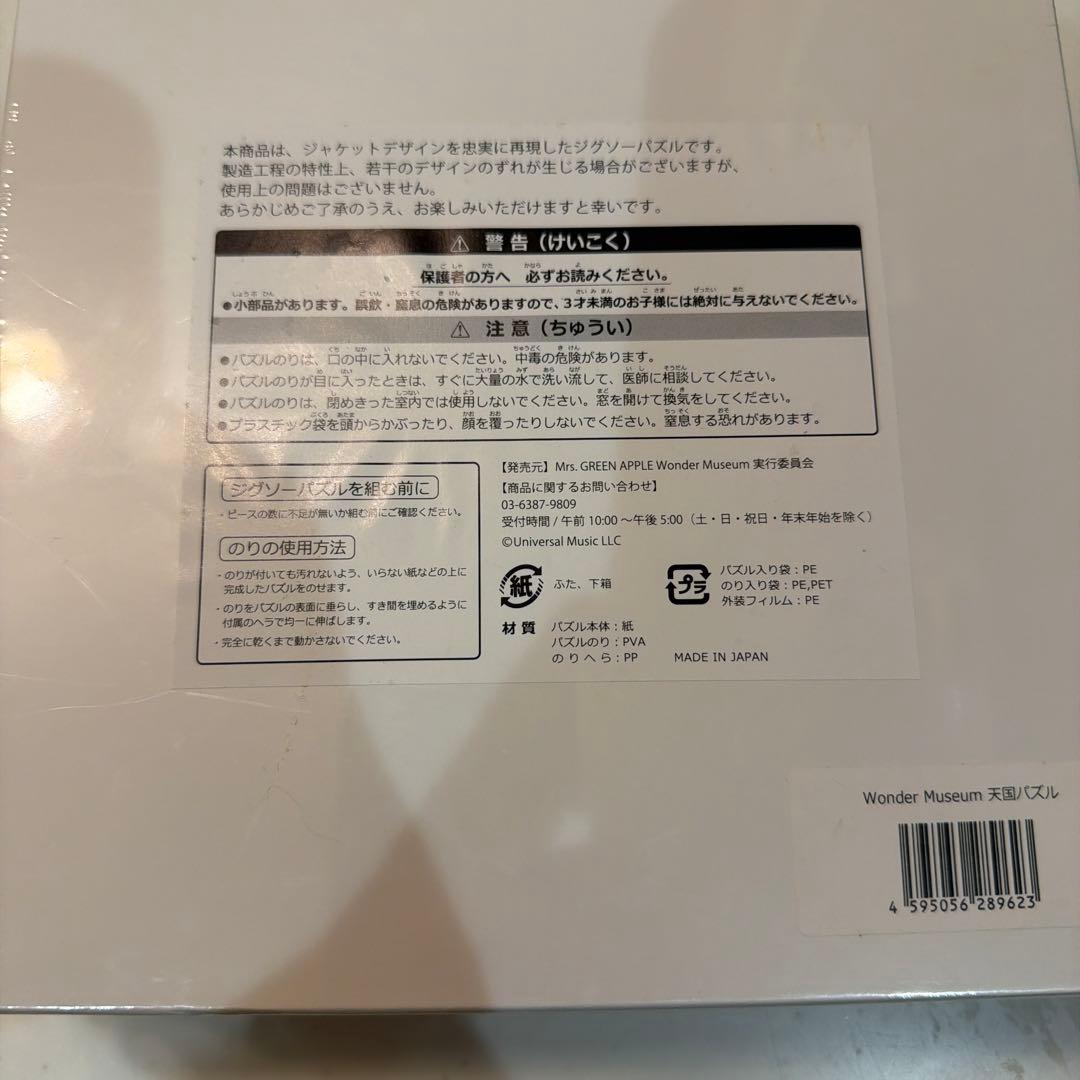 本商品は、ジャケットデザインを忠実に再現したジグソーパズルです。
製造工程の特性上、若干のデザインのずれが生じる場合がございますが、
使用上の問題はございません。
あらかじめご了承のうえ、お楽しみいただけますと幸いです。
⚠ 警告（けいこく）
保護者の方へ 必ずお読みください。
●小部品があります。誤飲・窒息の危険がありますので、3才未満のお子様には絶対に与えないでください。
⚠ 注意（ちゅうい）
●パズルのりは、口の中に入れないでください。中毒の危険があります。
●パズルのりが目に入ったときは、すぐに大量の水で洗い流して、医師に相談してください。
●パズルのりは、閉めきった室内では使用しないでください。窓を開けて換気をしてください。
●プラスチック袋を頭からかぶったり、顔を覆ったりしないでください。窒息する恐れがあります。
ジグソーパズルを組む前に
・ピースの数に不足が無いか組む前にご確認ください。
のりの使用方法
・のりが付いても汚れないよう、いらない紙などの上に
完成したパズルをのせます。
・のりをパズルの表面に垂らし、すき間を埋めるように
付属のヘラで均一に伸ばします。
・完全に乾くまで動かさないでください。
【発売元】Mrs. GREEN APPLE Wonder Museum 実行委員会
【商品に関するお問い合わせ】
03-6387-9809
受付時間 / 午前 10:00 ～午後 5:00（土・日・祝日・年末年始を除く）
©Universal Music LLC
紙 ふた、下箱
プラ パズル入り袋：PE
のり入り袋：PE,PET
外装フィルム：PE
材質 パズル本体：紙
パズルのり：PVA
のりへら：PP
MADE IN JAPAN
Wonder Museum 天国パズル
4 595056 289623